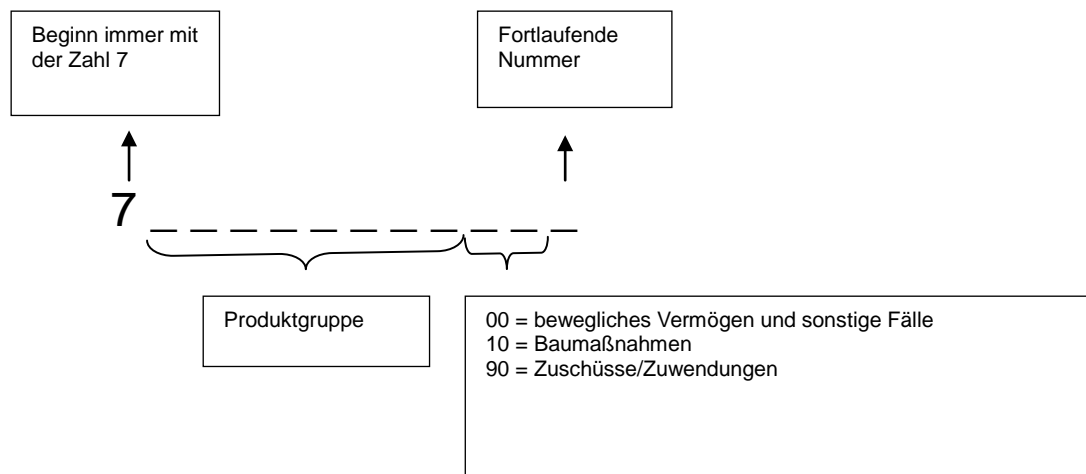 Beginn immer mit
der Zahl 7
Fortlaufende
Nummer
7 _ _ _ _ _ _ _ _ _ _ _
Produktgruppe
00 = bewegliches Vermögen und sonstige Fälle
10 = Baumaßnahmen
90 = Zuschüsse/Zuwendungen